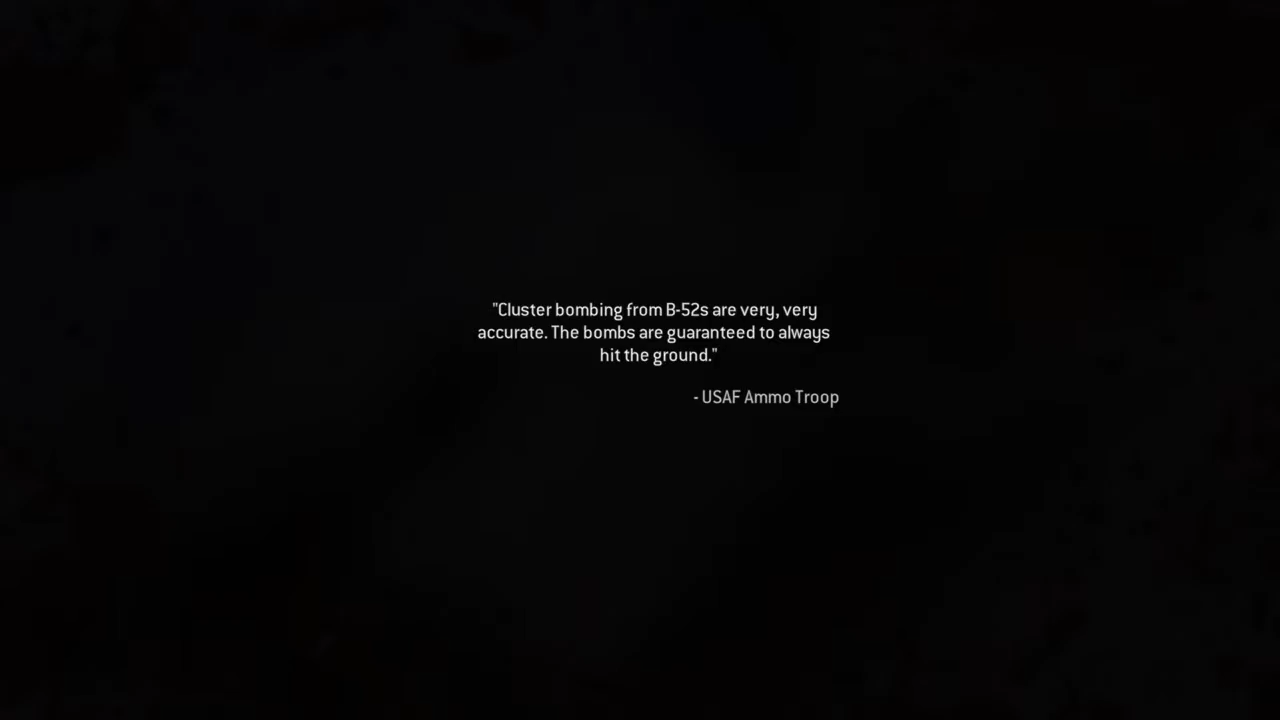 "Cluster bombing from B-52s are very, very
accurate. The bombs are guaranteed to always
hit the ground."
- USAF Ammo Troop